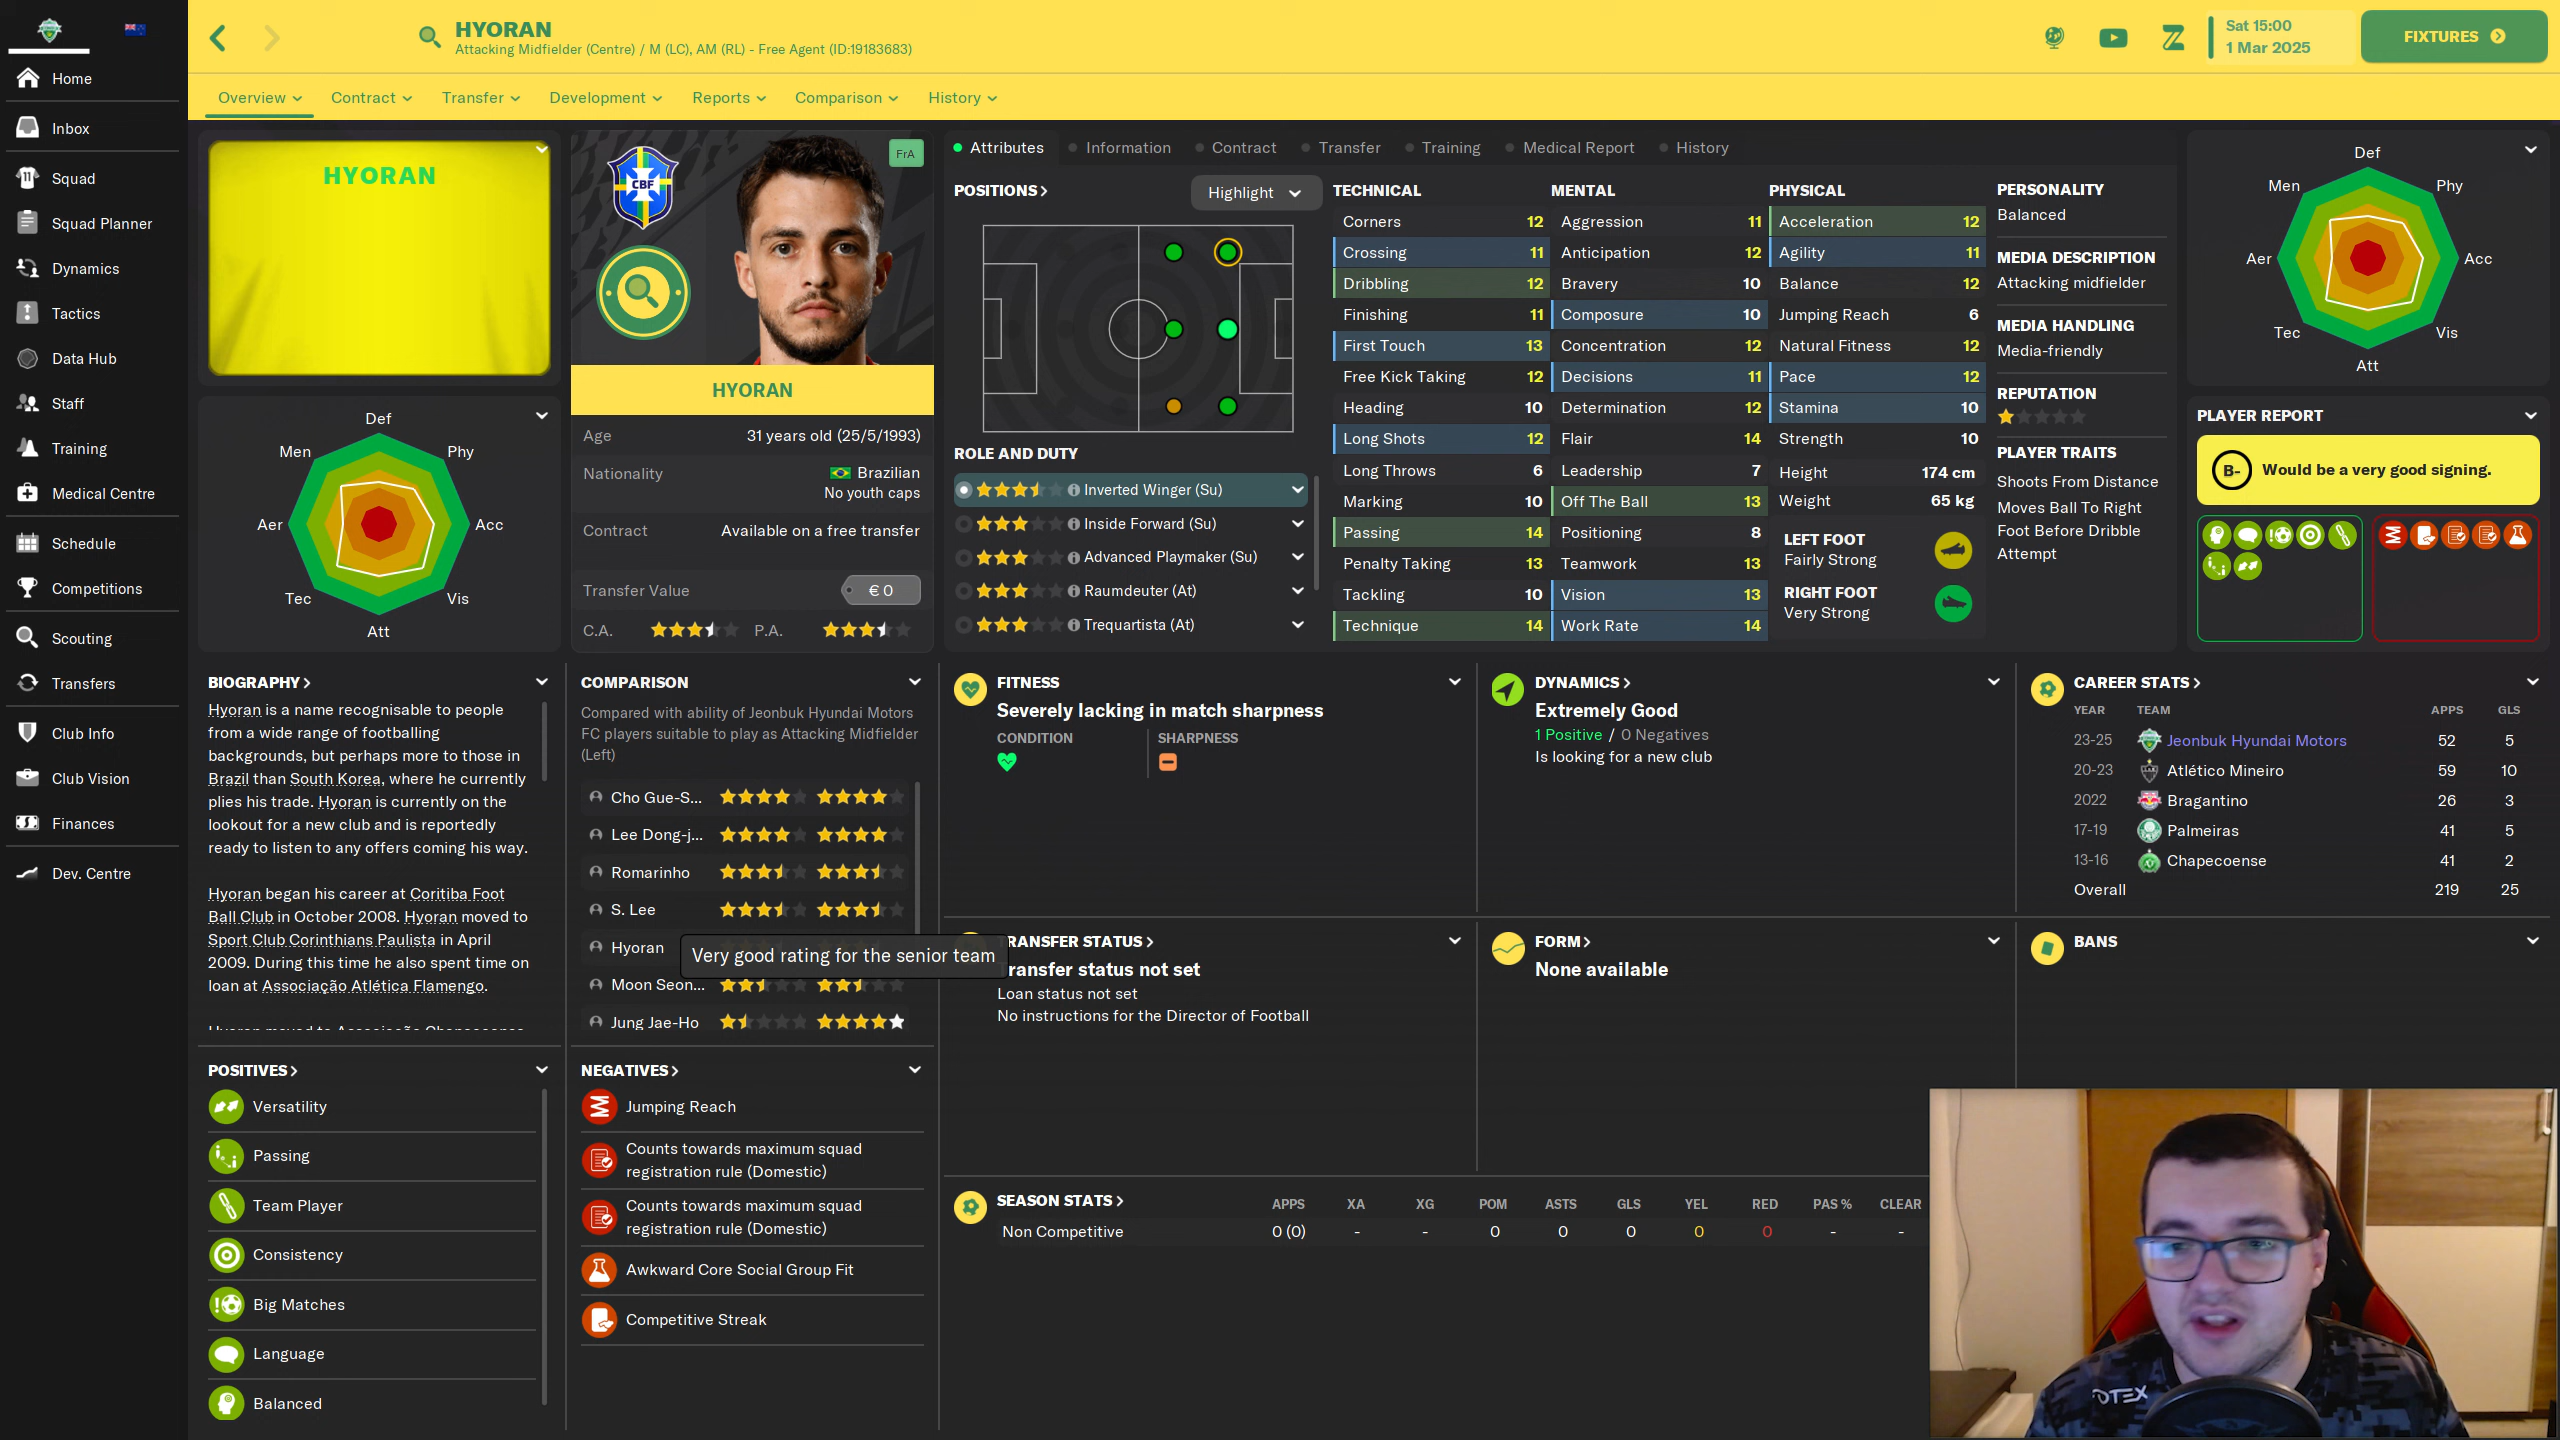 HYORAN
Attacking Midfielder (Centre) / M (LC), AM (RL) - Free Agent (ID:19183683)
Sat 15:00
1 Mar 2025
FIXTURES
Home
Inbox
Squad
Squad Planner
Dynamics
Tactics
Data Hub
Staff
Training
Medical Centre
Schedule
Competitions
Scouting
Transfers
Club Info
Club Vision
Finances
Dev. Centre
Overview
Contract
Transfer
Development
Reports
Comparison
History
HYORAN
Def
Men
Phy
Aer
Acc
Tec
Vis
Att
CBF
FrA
HYORAN
Age 31 years old (25/5/1993)
Nationality Brazilian
No youth caps
Contract Available on a free transfer
Transfer Value € 0
C.A. P.A.
Attributes
Information
Contract
Transfer
Training
Medical Report
History
POSITIONS
Highlight
ROLE AND DUTY
Inverted Winger (Su)
Inside Forward (Su)
Advanced Playmaker (Su)
Raumdeuter (At)
Trequartista (At)
TECHNICAL
Corners 12
Crossing 11
Dribbling 12
Finishing 11
First Touch 13
Free Kick Taking 12
Heading 10
Long Shots 12
Long Throws 6
Marking 10
Passing 14
Penalty Taking 13
Tackling 10
Technique 14
MENTAL
Aggression 11
Anticipation 12
Bravery 10
Composure 10
Concentration 12
Decisions 11
Determination 12
Flair 14
Leadership 7
Off The Ball 13
Positioning 8
Teamwork 13
Vision 13
Work Rate 14
PHYSICAL
Acceleration 12
Agility 11
Balance 12
Jumping Reach 6
Natural Fitness 12
Pace 12
Stamina 10
Strength 10
Height 174 cm
Weight 65 kg
LEFT FOOT
Fairly Strong
RIGHT FOOT
Very Strong
PERSONALITY
Balanced
MEDIA DESCRIPTION
Attacking midfielder
MEDIA HANDLING
Media-friendly
REPUTATION
PLAYER TRAITS
Shoots From Distance
Moves Ball To Right
Foot Before Dribble
Attempt
Def
Men
Phy
Aer
Acc
Tec
Vis
Att
PLAYER REPORT
B- Would be a very good signing.
BIOGRAPHY
Hyoran is a name recognisable to people
from a wide range of footballing
backgrounds, but perhaps more to those in
Brazil than South Korea, where he currently
plies his trade. Hyoran is currently on the
lookout for a new club and is reportedly
ready to listen to any offers coming his way.
Hyoran began his career at Coritiba Foot
Ball Club in October 2008. Hyoran moved to
Sport Club Corinthians Paulista in April
2009. During this time he also spent time on
loan at Associação Atlética Flamengo.
Hyoran moved to Associação Chapecoense
COMPARISON
Compared with ability of Jeonbuk Hyundai Motors
FC players suitable to play as Attacking Midfielder
(Left)
Cho Gue-S...
Lee Dong-j...
Romarinho
S. Lee
Hyoran
Moon Seon...
Jung Jae-Ho
Very good rating for the senior team
FITNESS
Severely lacking in match sharpness
CONDITION
SHARPNESS
DYNAMICS
Extremely Good
1 Positive / 0 Negatives
Is looking for a new club
CAREER STATS
YEAR TEAM APPS GLS
23-25 Jeonbuk Hyundai Motors 52 5
20-23 Atlético Mineiro 59 10
2022 Bragantino 26 3
17-19 Palmeiras 41 5
13-16 Chapecoense 41 2
Overall 219 25
TRANSFER STATUS
Transfer status not set
Loan status not set
No instructions for the Director of Football
FORM
None available
BANS
POSITIVES
Versatility
Passing
Team Player
Consistency
Big Matches
Language
Balanced
NEGATIVES
Jumping Reach
Counts towards maximum squad
registration rule (Domestic)
Counts towards maximum squad
registration rule (Domestic)
Awkward Core Social Group Fit
Competitive Streak
SEASON STATS
APPS XA XG POM ASTS GLS YEL RED PAS % CLEAR
Non Competitive 0 (0) - - 0 0 0 0 0 - -